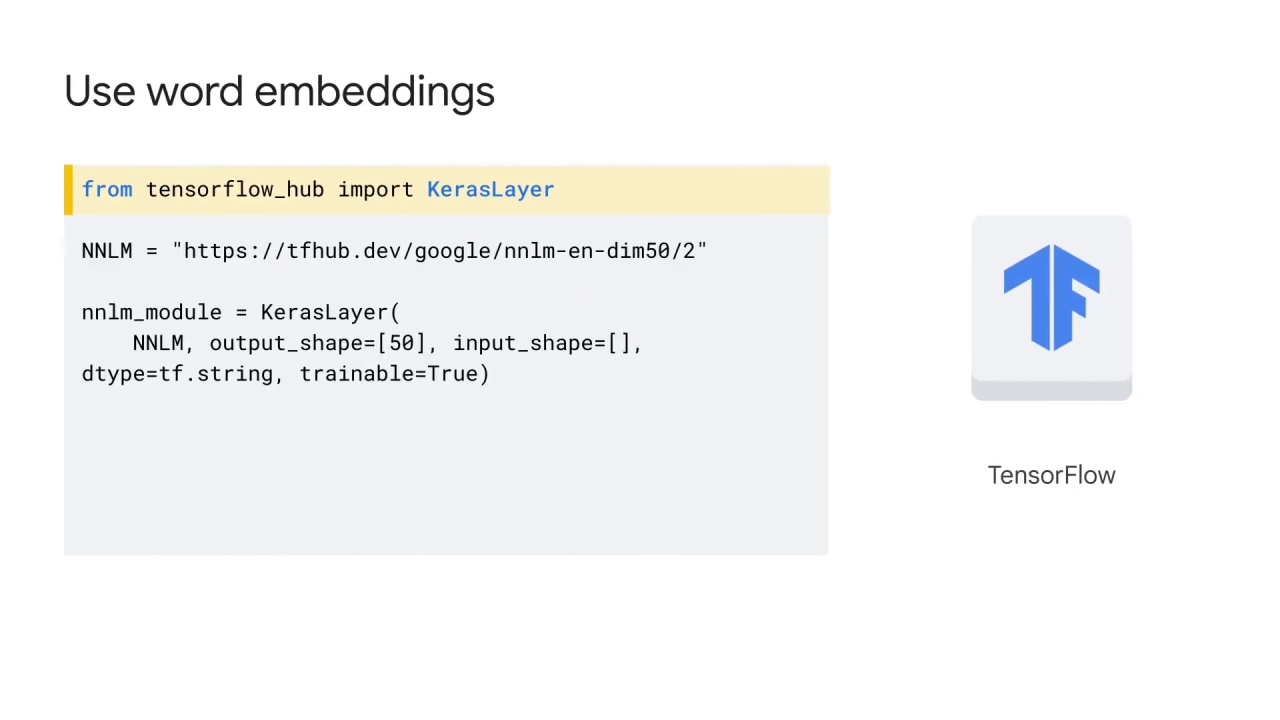 Use word embeddings
from tensorflow_hub import KerasLayer
NNLM = "https://tfhub.dev/google/nnlm-en-dim50/2"
nnlm_module = KerasLayer(
    NNLM, output_shape=[50], input_shape=[],
dtype=tf.string, trainable=True)
TensorFlow